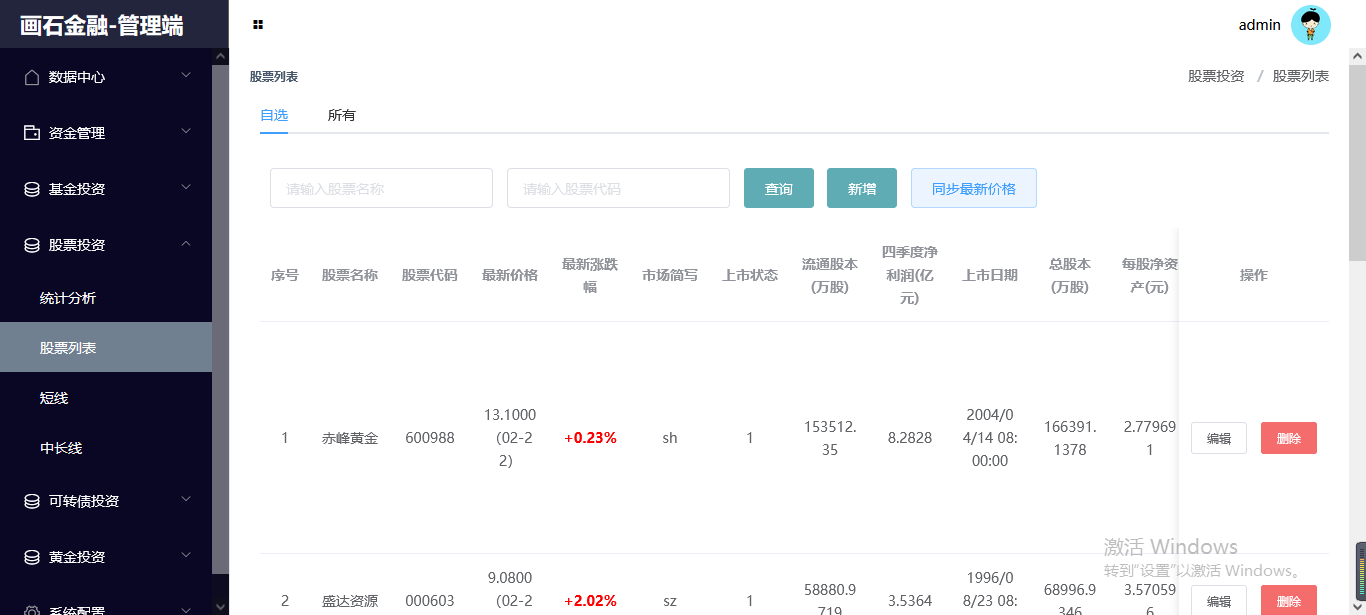 画石金融-管理端
admin
数据中心
资金管理
基金投资
股票投资
统计分析
股票列表
短线
中长线
可转债投资
黄金投资
系统配置
股票列表
股票投资 / 股票列表
自选 所有
请输入股票名称 请输入股票代码 查询 新增 同步最新价格
序号 股票名称 股票代码 最新价格 最新涨跌幅 市场简写 上市状态 流通股本(万股) 四季度净利润(亿元) 上市日期 总股本(万股) 每股净资产(元) 操作
1 赤峰黄金 600988 13.1000(02-22) +0.23% sh 1 153512.35 8.2828 2004/04/14 08:00:00 166391.1378 2.779691 编辑 删除
2 盛达资源 000603 9.0800(02-2 +2.02% sz 1 58880.9719 3.5364 1996/08/23 08: 68996.9346 3.570596 编辑 删除
激活 Windows
转到"设置"以激活 Windows。